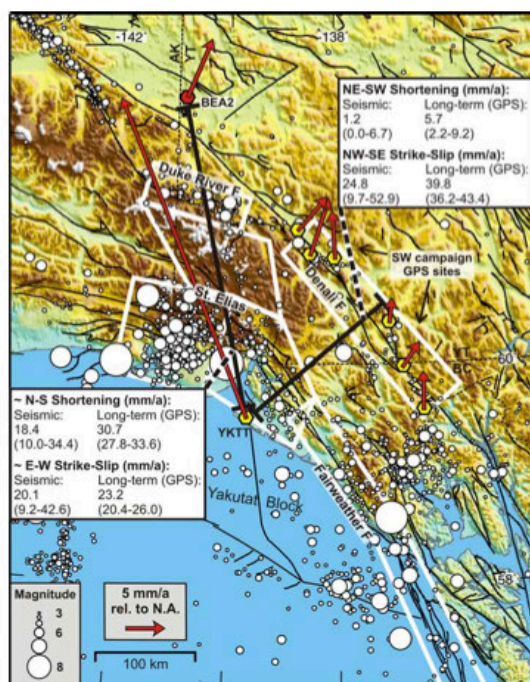 -142°
-138°
AK
BEA2
NE-SW Shortening (mm/a):
Seismic: Long-term (GPS):
1.2 5.7
(0.0-6.7) (2.2-9.2)
NW-SE Strike-Slip (mm/a):
Seismic: Long-term (GPS):
24.8 39.8
(9.7-52.9) (36.2-43.4)
Duke River F.
SW campaign
GPS sites
Denali F.
St. Elias
YT
BC
60
~ N-S Shortening (mm/a):
Seismic: Long-term (GPS):
18.4 30.7
(10.0-34.4) (27.8-33.6)
~ E-W Strike-Slip (mm/a):
Seismic: Long-term (GPS):
20.1 23.2
(9.2-42.6) (20.4-26.0)
YKTT
Yakutat Block
Fairweather F.
58°
Magnitude
3
6
8
5 mm/a
rel. to N.A.
100 km